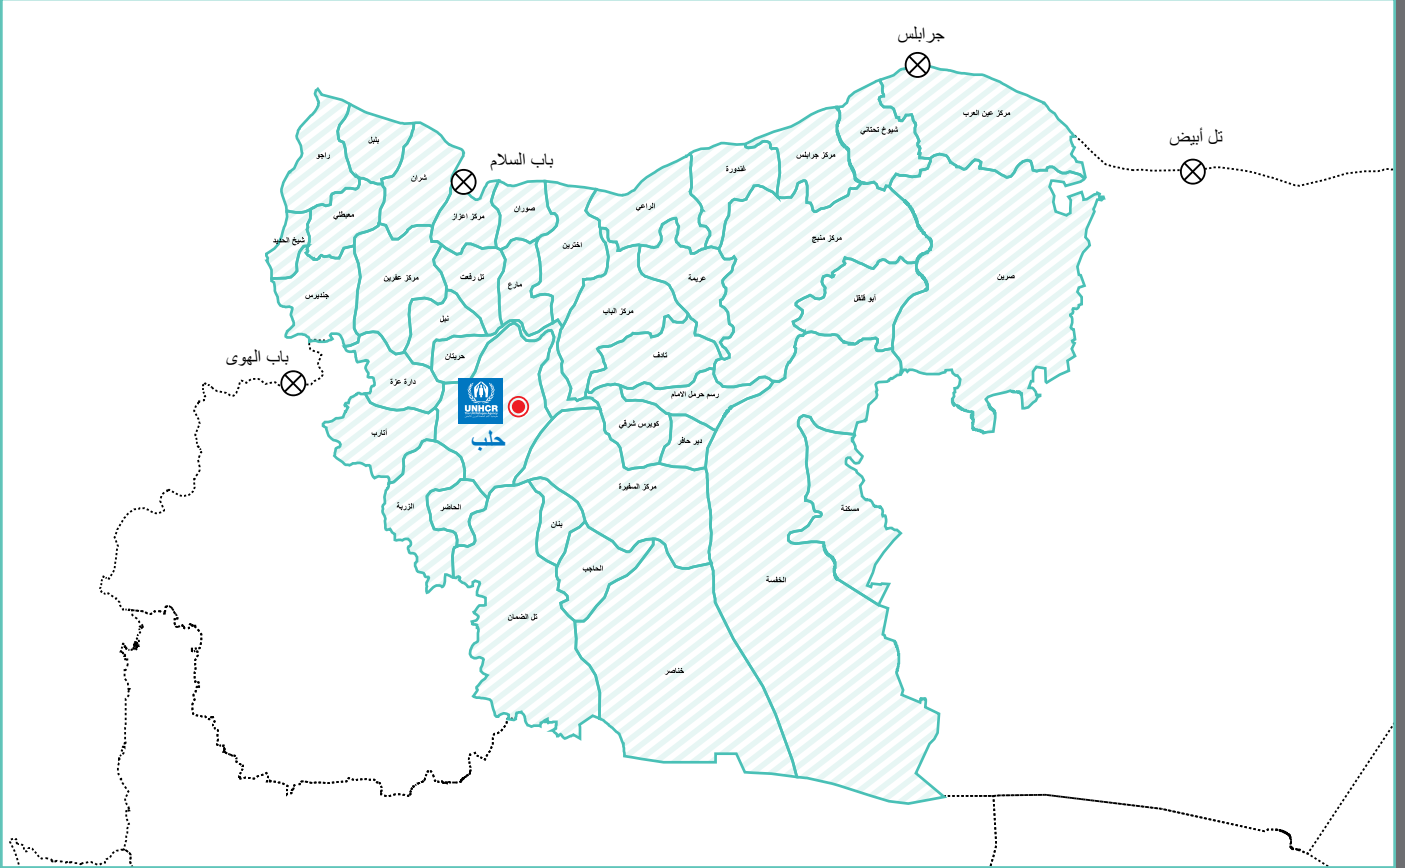 جرابلس
مركز عين العرب
شيوخ تحتاني
تل أبيض
بلبل
راجو
مركز جرابلس
باب السلام
غندورة
شران
صوران
الراعي
معبطلي
مركز اعزاز
شيخ الحديد
اخترين
مركز منبج
مركز عفرين
تل رفعت
عريمة
صرين
مارع
جنديرس
أبو قلقل
مركز الباب
نبل
باب الهوى
حريتان
تادف
دارة عزة
رسم حرمل الامام
UNHCR
كويرس شرقي
أتارب
حلب
دير حافر
مركز السفيرة
الزربة
الحاضر
مسكنة
بنان
الحاجب
الخفسة
تل الضمان
خناصر